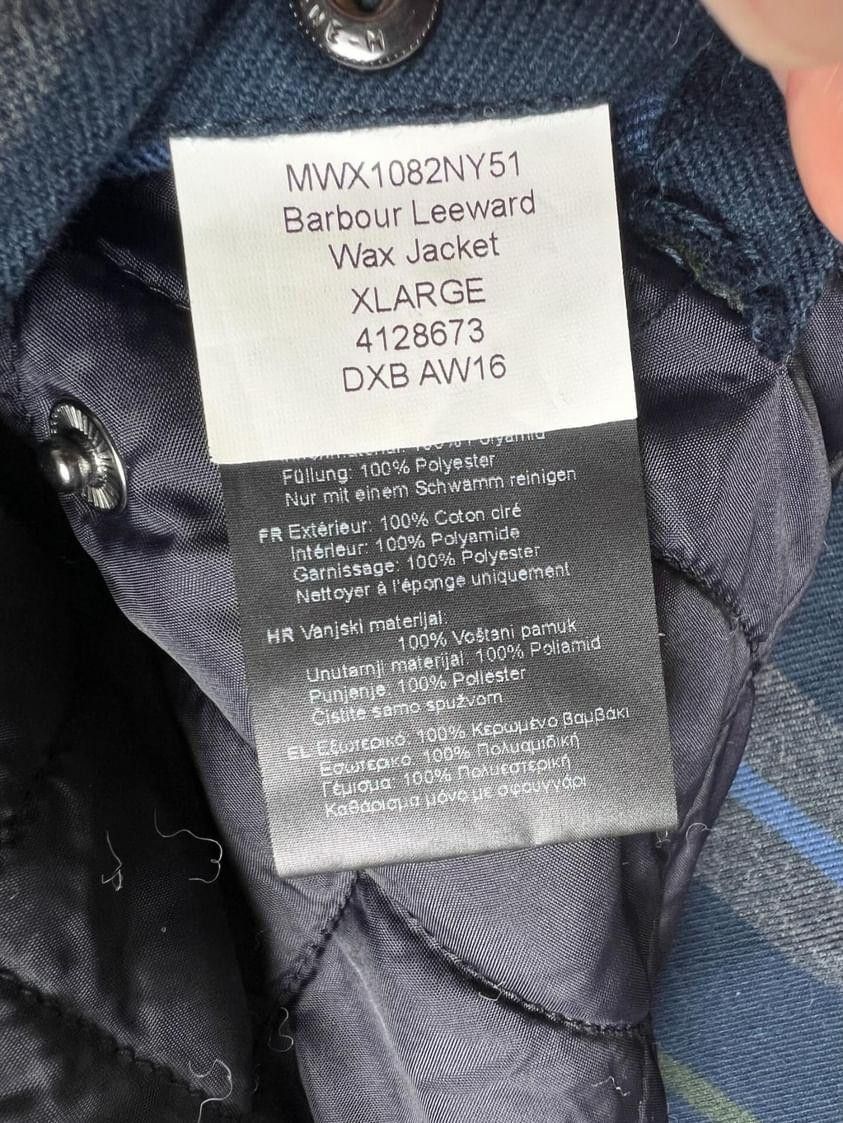 MWX1082NY51
Barbour Leeward
Wax Jacket
XLARGE
4128673
DXB AW16
100% Polyamid
Füllung: 100% Polyester
Nur mit einem Schwamm reinigen
FR Extérieur: 100% Coton ciré
Intérieur: 100% Polyamide
Garnissage: 100% Polyester
Nettoyer à l'éponge uniquement
HR Vanjski materijal:
100% Voštani pamuk
Unutarnji materijal: 100% Poliamid
Punjenje: 100% Poliester
Čistite samo spužvom
EL Εξωτερικό: 100% Κερωμένο Βαμβάκι
Εσωτερικό: 100% Πολυαμιδική
Γέμισμα: 100% Πολυεστερική
Καθάρισμα μόνο με σφουγγάρι